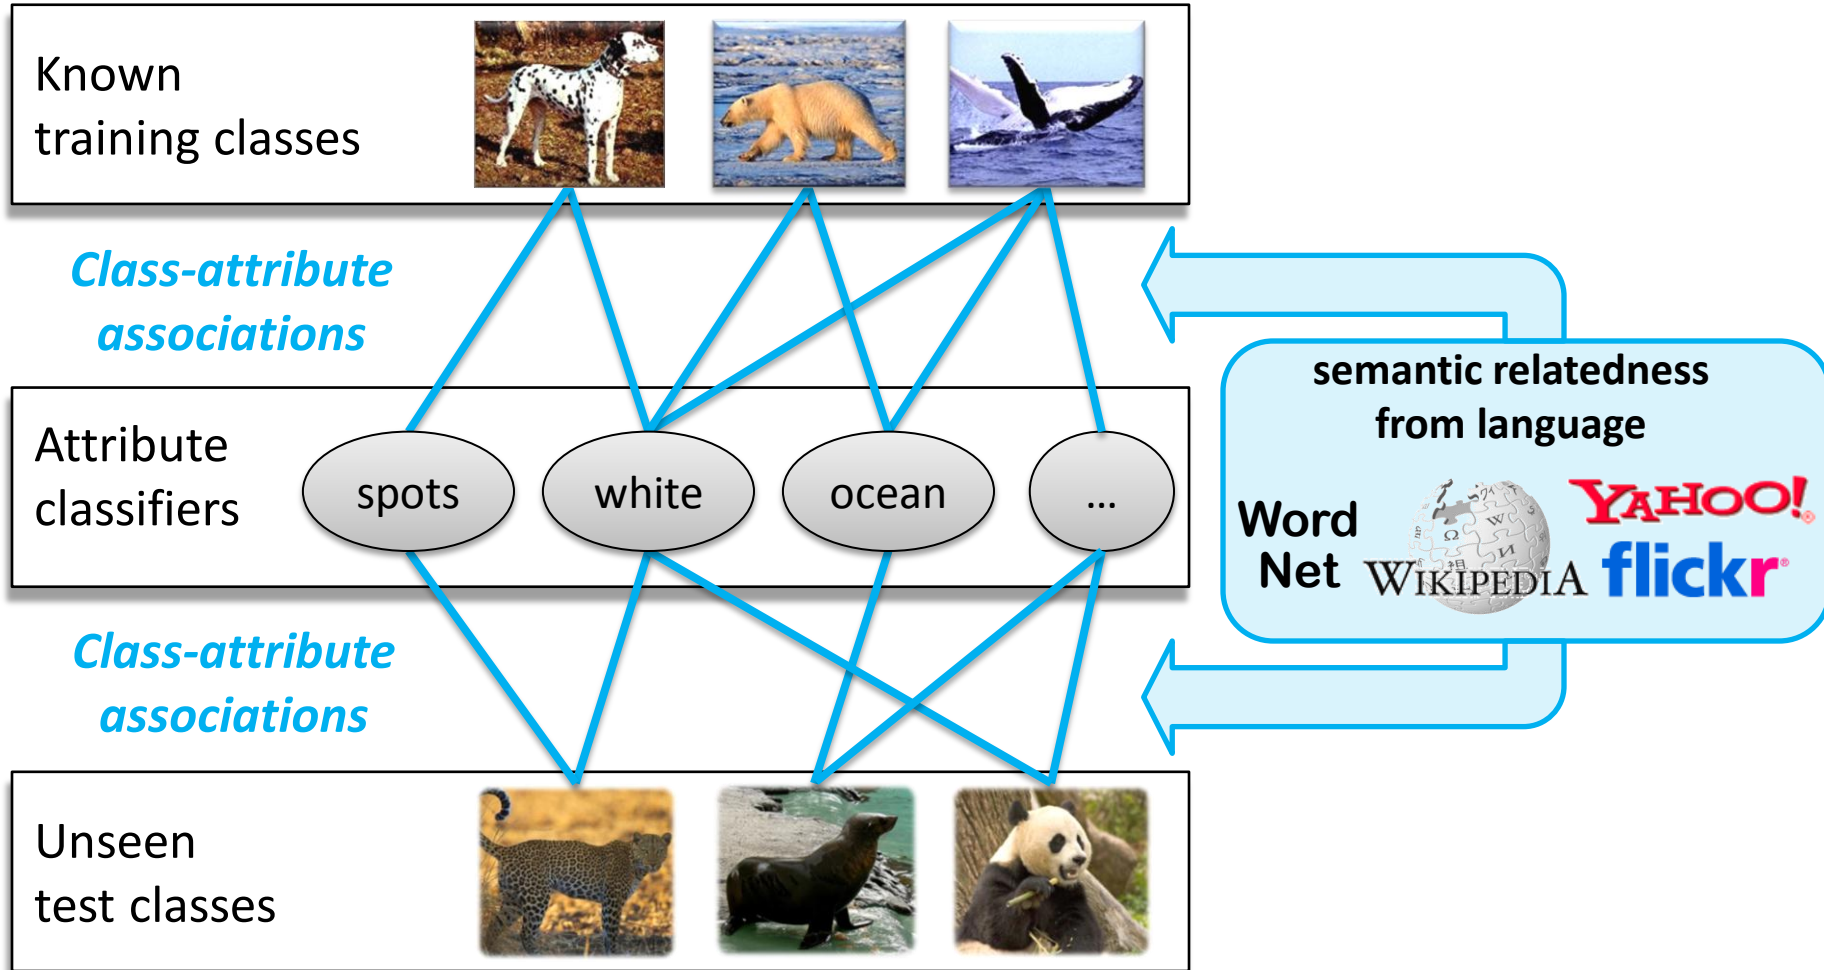 Known
training classes
Class-attribute
associations
Attribute
classifiers
spots
white
ocean
...
semantic relatedness
from language
Word
Net
WIKIPEDIA
YAHOO!
flickr
Class-attribute
associations
Unseen
test classes